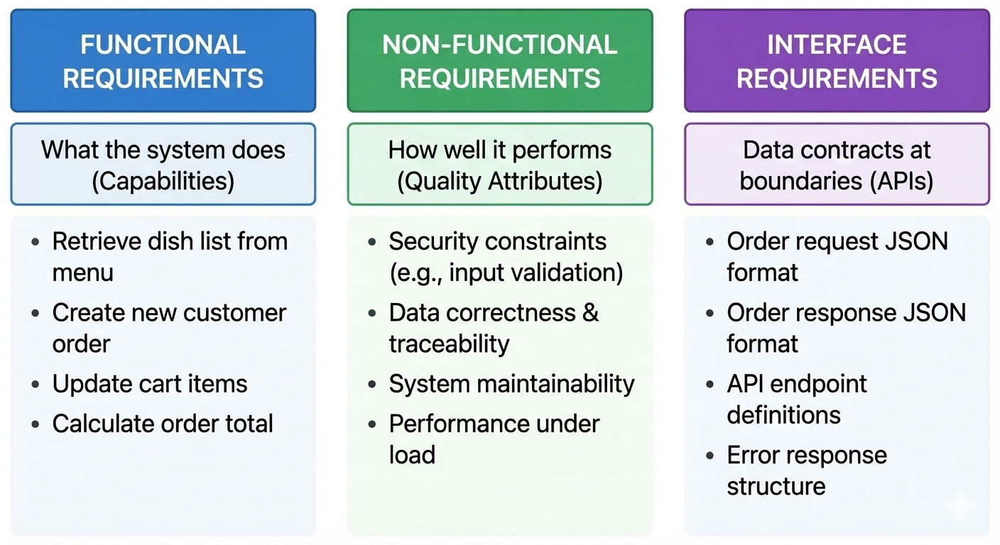 FUNCTIONAL
REQUIREMENTS
What the system does
(Capabilities)
• Retrieve dish list from
menu
• Create new customer
order
• Update cart items
• Calculate order total
NON-FUNCTIONAL
REQUIREMENTS
How well it performs
(Quality Attributes)
• Security constraints
(e.g., input validation)
• Data correctness &
traceability
• System maintainability
• Performance under
load
INTERFACE
REQUIREMENTS
Data contracts at
boundaries (APIs)
• Order request JSON
format
• Order response JSON
format
• API endpoint
definitions
• Error response
structure